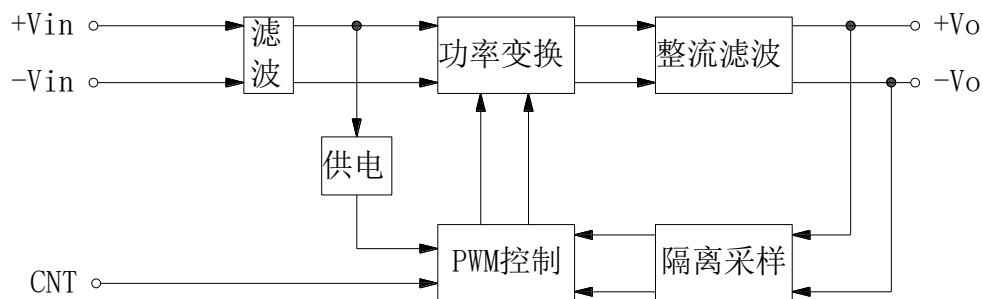 +Vin
滤波
功率变换
整流滤波
+Vo
-Vin
-Vo
供电
PWM控制
隔离采样
CNT